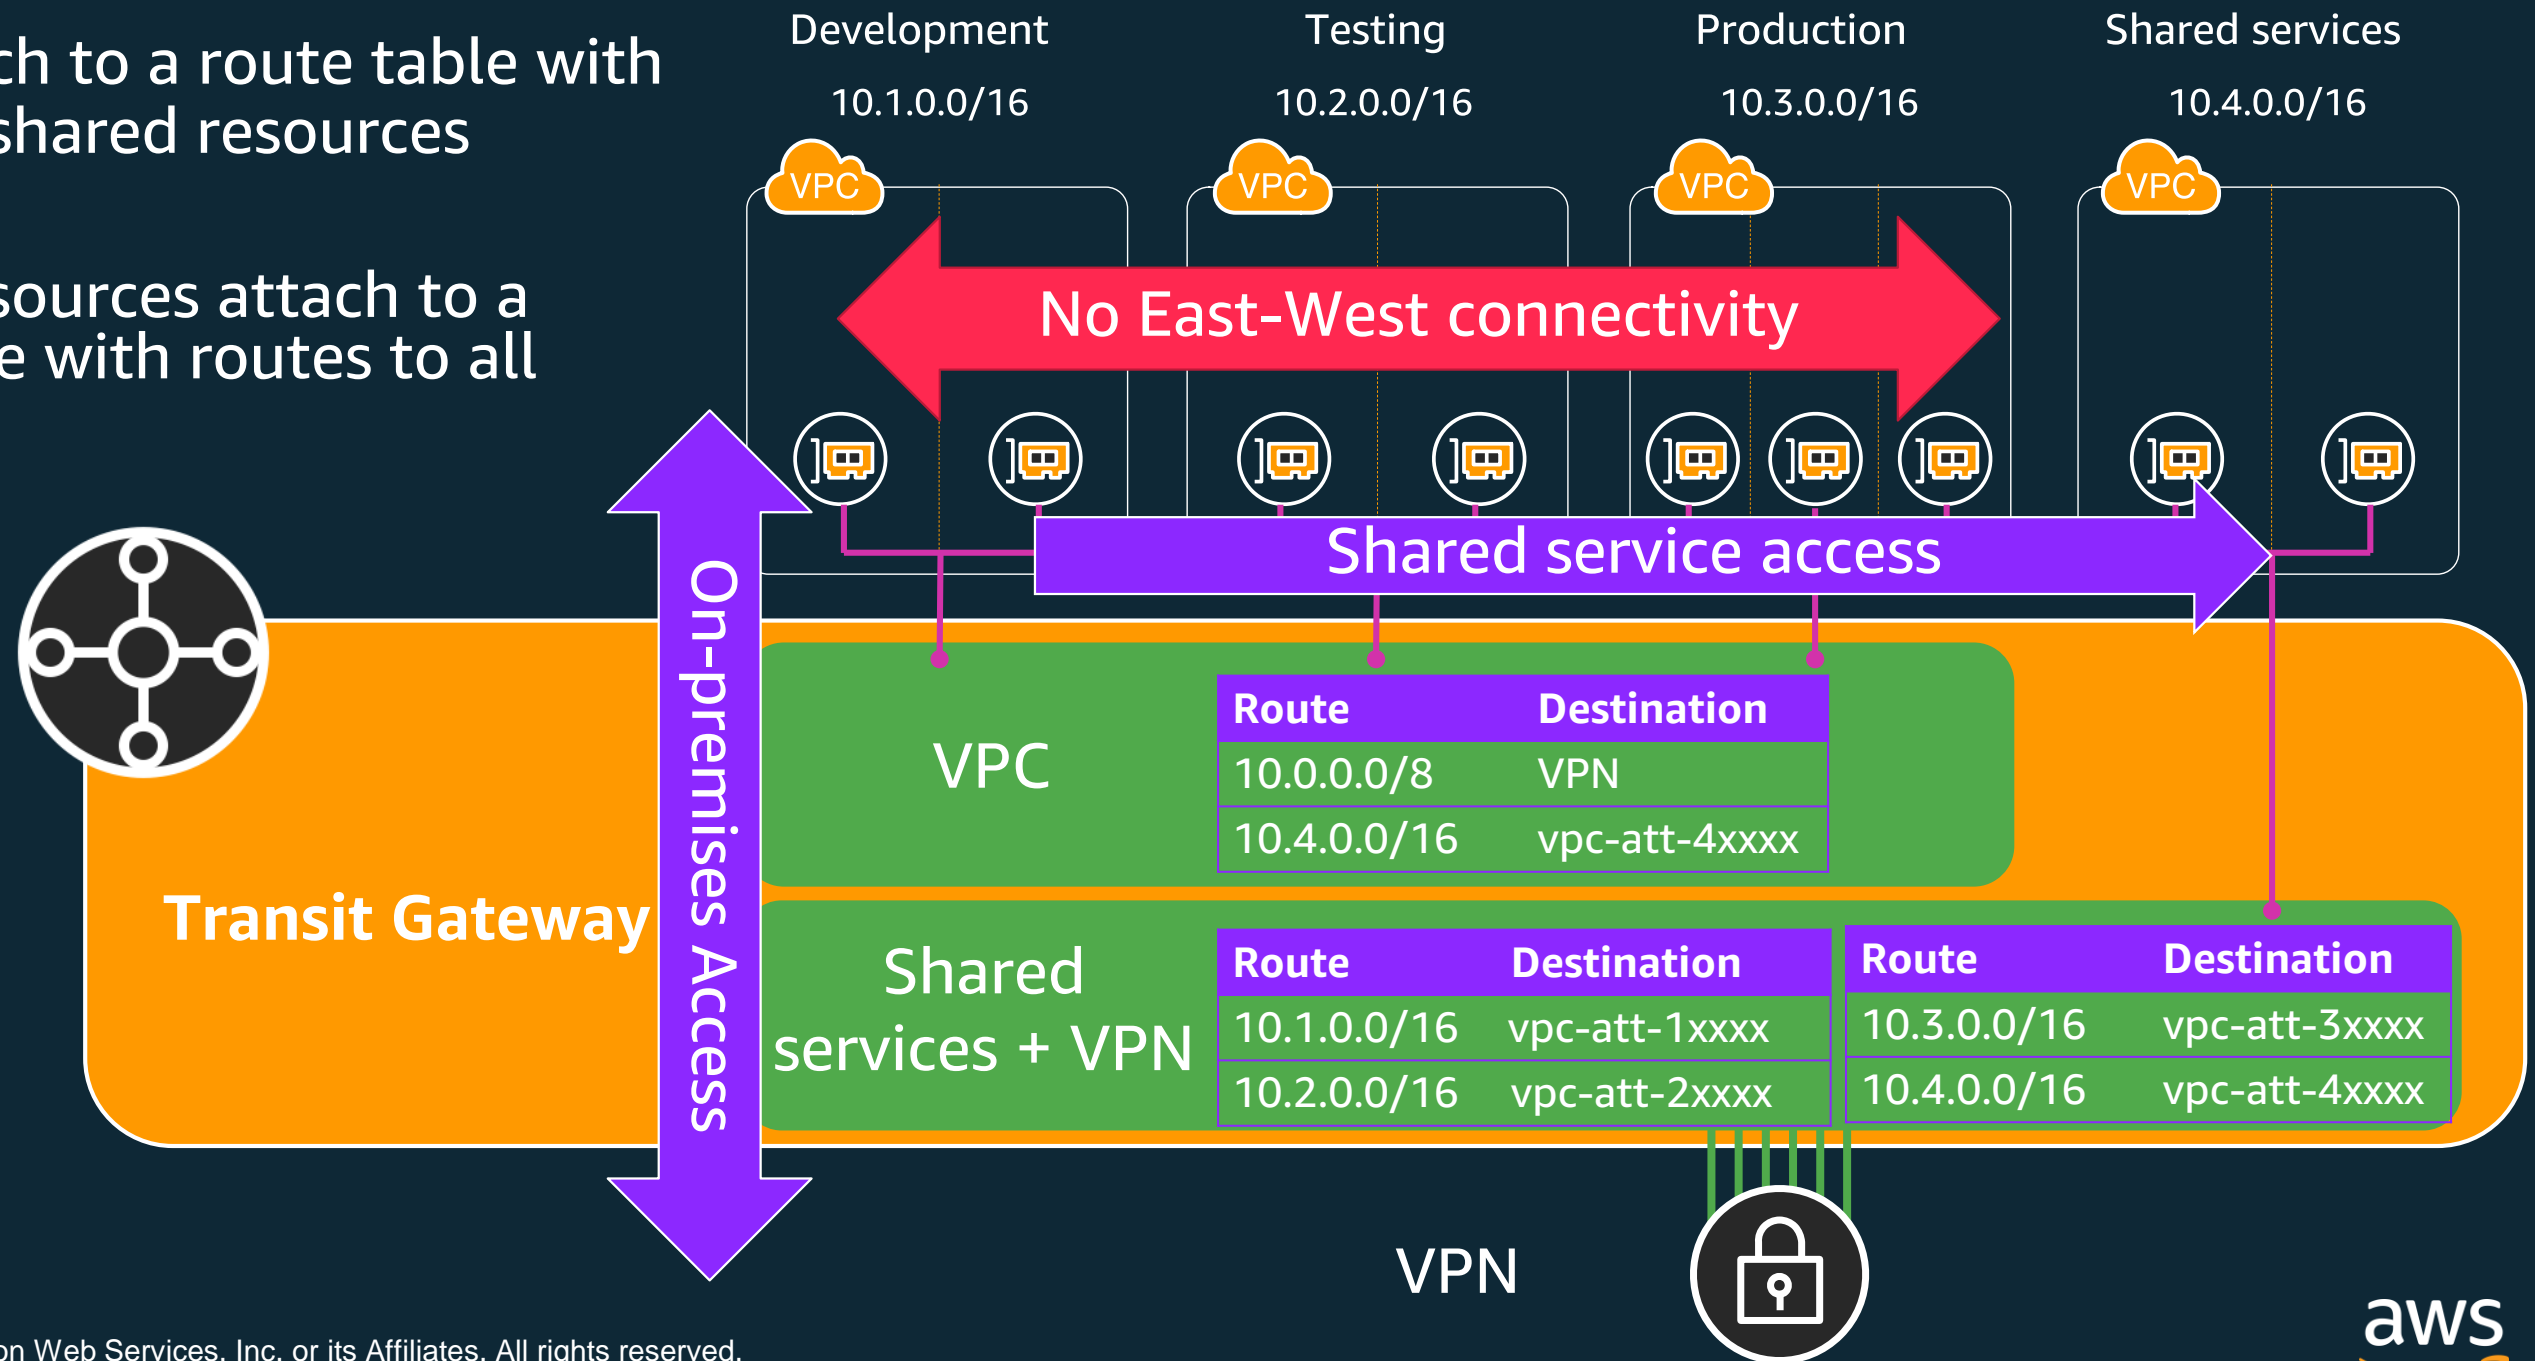 ch to a route table with
shared resources
sources attach to a
e with routes to all
Development
Testing
Production
Shared services
10.1.0.0/16
10.2.0.0/16
10.3.0.0/16
10.4.0.0/16
VPC
VPC
VPC
VPC
No East-West connectivity
Shared service access
On-premises Access
Transit Gateway
VPC
Route Destination
10.0.0.0/8 VPN
10.4.0.0/16 vpc-att-4xxxx
Shared
services + VPN
Route Destination
10.1.0.0/16 vpc-att-1xxxx
10.2.0.0/16 vpc-att-2xxxx
Route Destination
10.3.0.0/16 vpc-att-3xxxx
10.4.0.0/16 vpc-att-4xxxx
VPN
on Web Services, Inc. or its Affiliates. All rights reserved.
aws